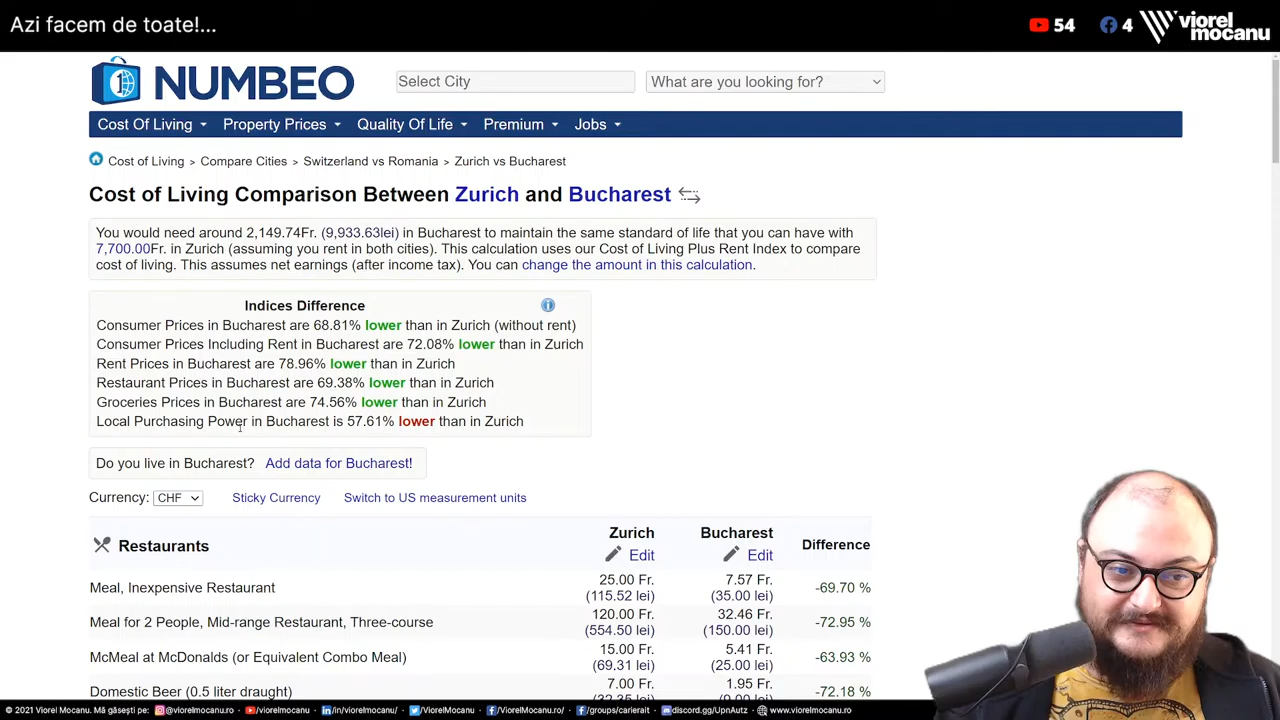 Azi facem de toate!...
54
4
viorel
mocanu
NUMBEO
Select City
What are you looking for?
Cost Of Living
Property Prices
Quality Of Life
Premium
Jobs
Cost of Living > Compare Cities > Switzerland vs Romania > Zurich vs Bucharest
Cost of Living Comparison Between Zurich and Bucharest
You would need around 2,149.74Fr. (9,933.63lei) in Bucharest to maintain the same standard of life that you can have with
7,700.00Fr. in Zurich (assuming you rent in both cities). This calculation uses our Cost of Living Plus Rent Index to compare
cost of living. This assumes net earnings (after income tax). You can change the amount in this calculation.
Indices Difference
Consumer Prices in Bucharest are 68.81% lower than in Zurich (without rent)
Consumer Prices Including Rent in Bucharest are 72.08% lower than in Zurich
Rent Prices in Bucharest are 78.96% lower than in Zurich
Restaurant Prices in Bucharest are 69.38% lower than in Zurich
Groceries Prices in Bucharest are 74.56% lower than in Zurich
Local Purchasing Power in Bucharest is 57.61% lower than in Zurich
Do you live in Bucharest? Add data for Bucharest!
Currency: CHF Sticky Currency Switch to US measurement units
Restaurants
Zurich
Edit
Bucharest
Edit
Difference
Meal, Inexpensive Restaurant
25.00 Fr.
(115.52 lei)
7.57 Fr.
(35.00 lei)
-69.70 %
Meal for 2 People, Mid-range Restaurant, Three-course
120.00 Fr.
(554.50 lei)
32.46 Fr.
(150.00 lei)
-72.95 %
McMeal at McDonalds (or Equivalent Combo Meal)
15.00 Fr.
(69.31 lei)
5.41 Fr.
(25.00 lei)
-63.93 %
Domestic Beer (0.5 liter draught)
7.00 Fr.
(32.35 lei)
1.95 Fr.
(9.00 lei)
-72.18 %
© 2021 Viorel Mocanu. Mă găsești pe: @viorelmocanu.ro /viorelmocanu /in/viorelmocanu/ /ViorelMocanu /ViorelMocanu.ro/ /groups/carierait discord.gg/UpnAutz www.viorelmocanu.ro